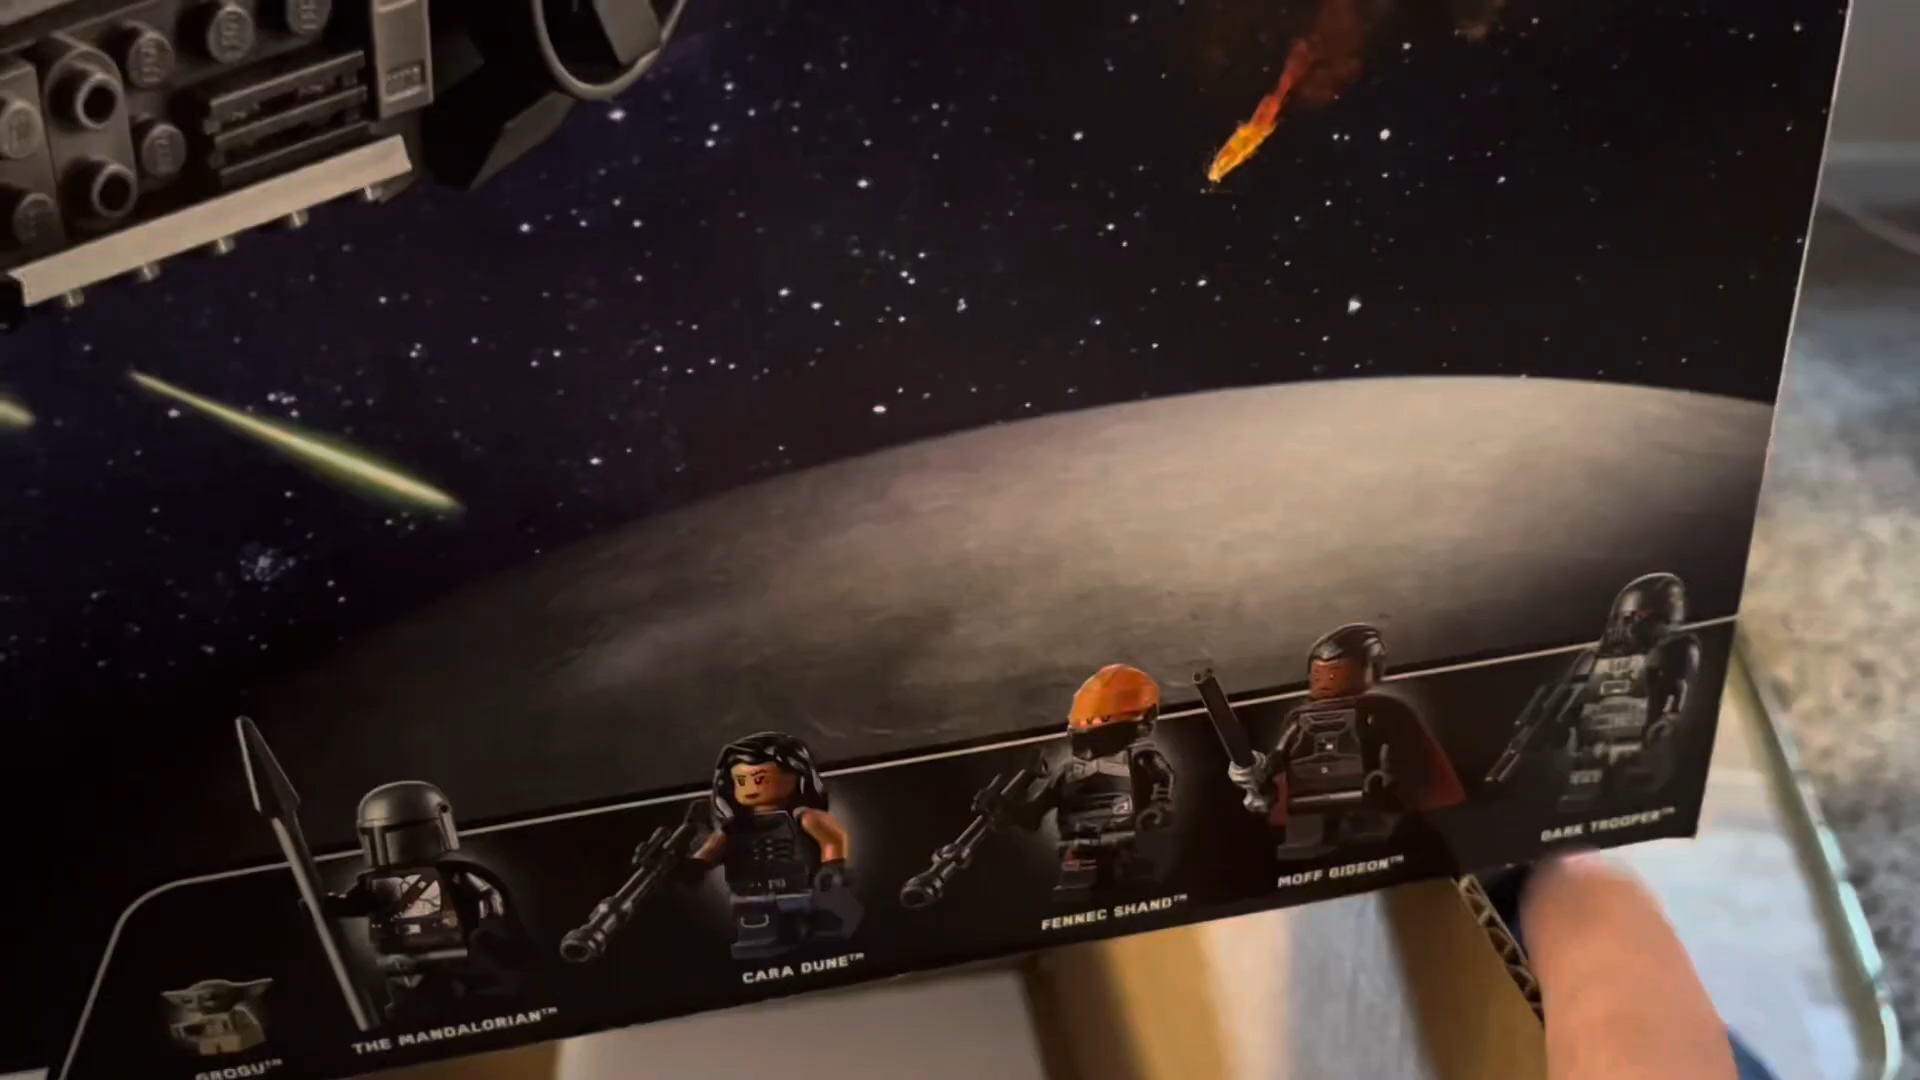 GROGU™
THE MANDALORIAN™
CARA DUNE™
FENNEC SHAND™
MOFF GIDEON™
DARK TROOPER™